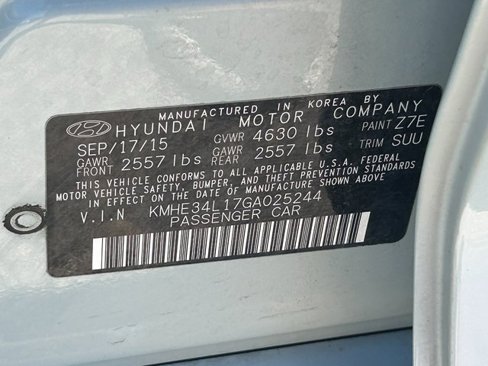 MANUFACTURED IN KOREA BY
HYUNDAI MOTOR COMPANY
SEP/17/15 GVWR 4630 lbs PAINT Z7E
GAWR FRONT 2557 lbs GAWR REAR 2557 lbs TRIM SUU
THIS VEHICLE CONFORMS TO ALL APPLICABLE U.S.A. FEDERAL
MOTOR VEHICLE SAFETY, BUMPER, AND THEFT PREVENTION STANDARDS
IN EFFECT ON THE DATE OF MANUFACTURE SHOWN ABOVE.
V.I.N KMHE34L17GA025244
PASSENGER CAR